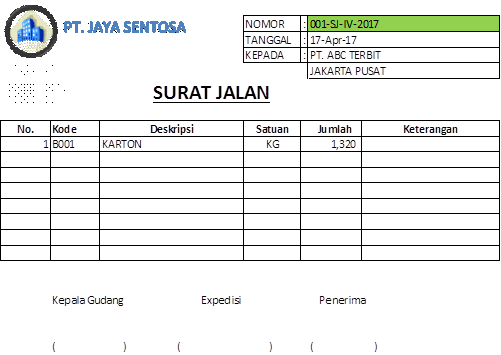 PT. JAYA SENTOSA
NOMOR : 001-SJ-IV-2017
TANGGAL : 17-Apr-17
KEPADA : PT. ABC TERBIT
JAKARTA PUSAT
SURAT JALAN
No. Kode Deskripsi Satuan Jumlah Keterangan
1 B001 KARTON KG 1,320
Kepala Gudang Expedisi Penerima
( ) ( ) ( )